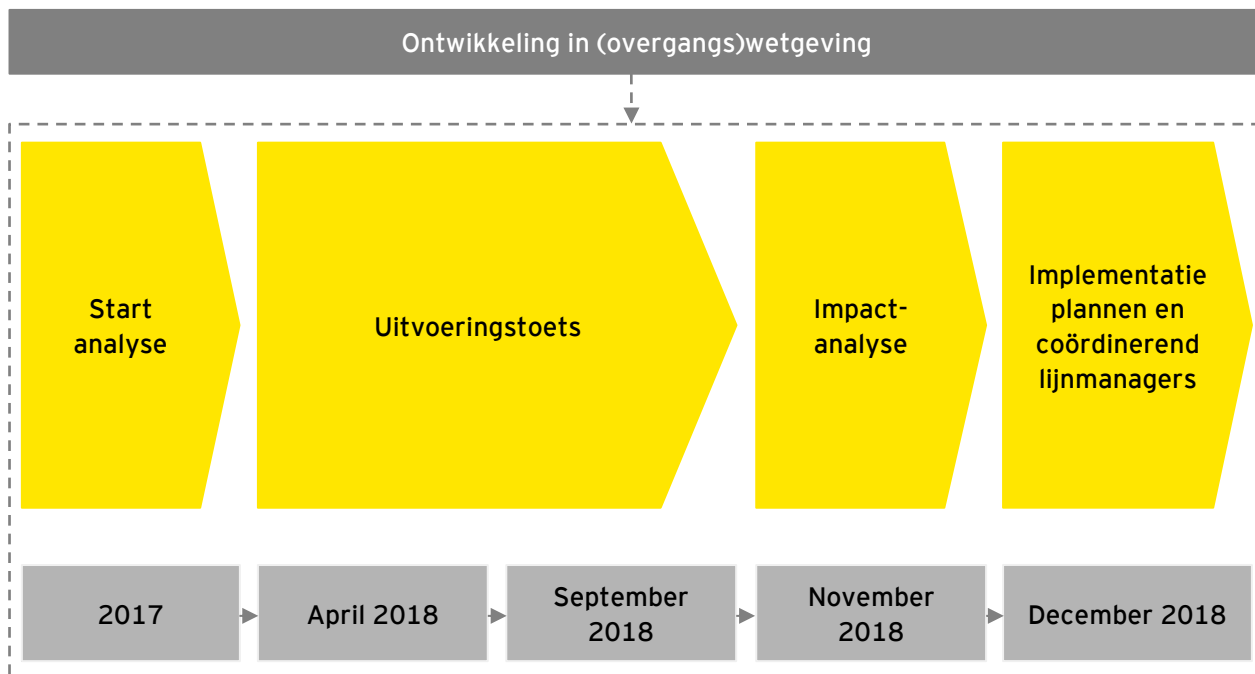 Ontwikkeling in (overgangs)wetgeving
Start
analyse
Uitvoeringstoets
Impact-
analyse
Implementatie
plannen en
coördinerend
lijnmanagers
2017
April 2018
September
2018
November
2018
December 2018